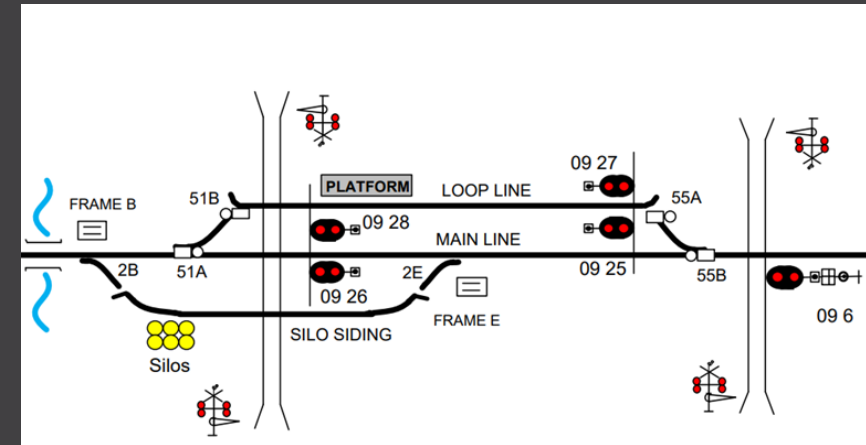 09 27
PLATFORM
LOOP LINE
51B
55A
FRAME B
09 28
MAIN LINE
2B
51A
2E
09 25
55B
09 26
09 6
FRAME E
SILO SIDING
Silos